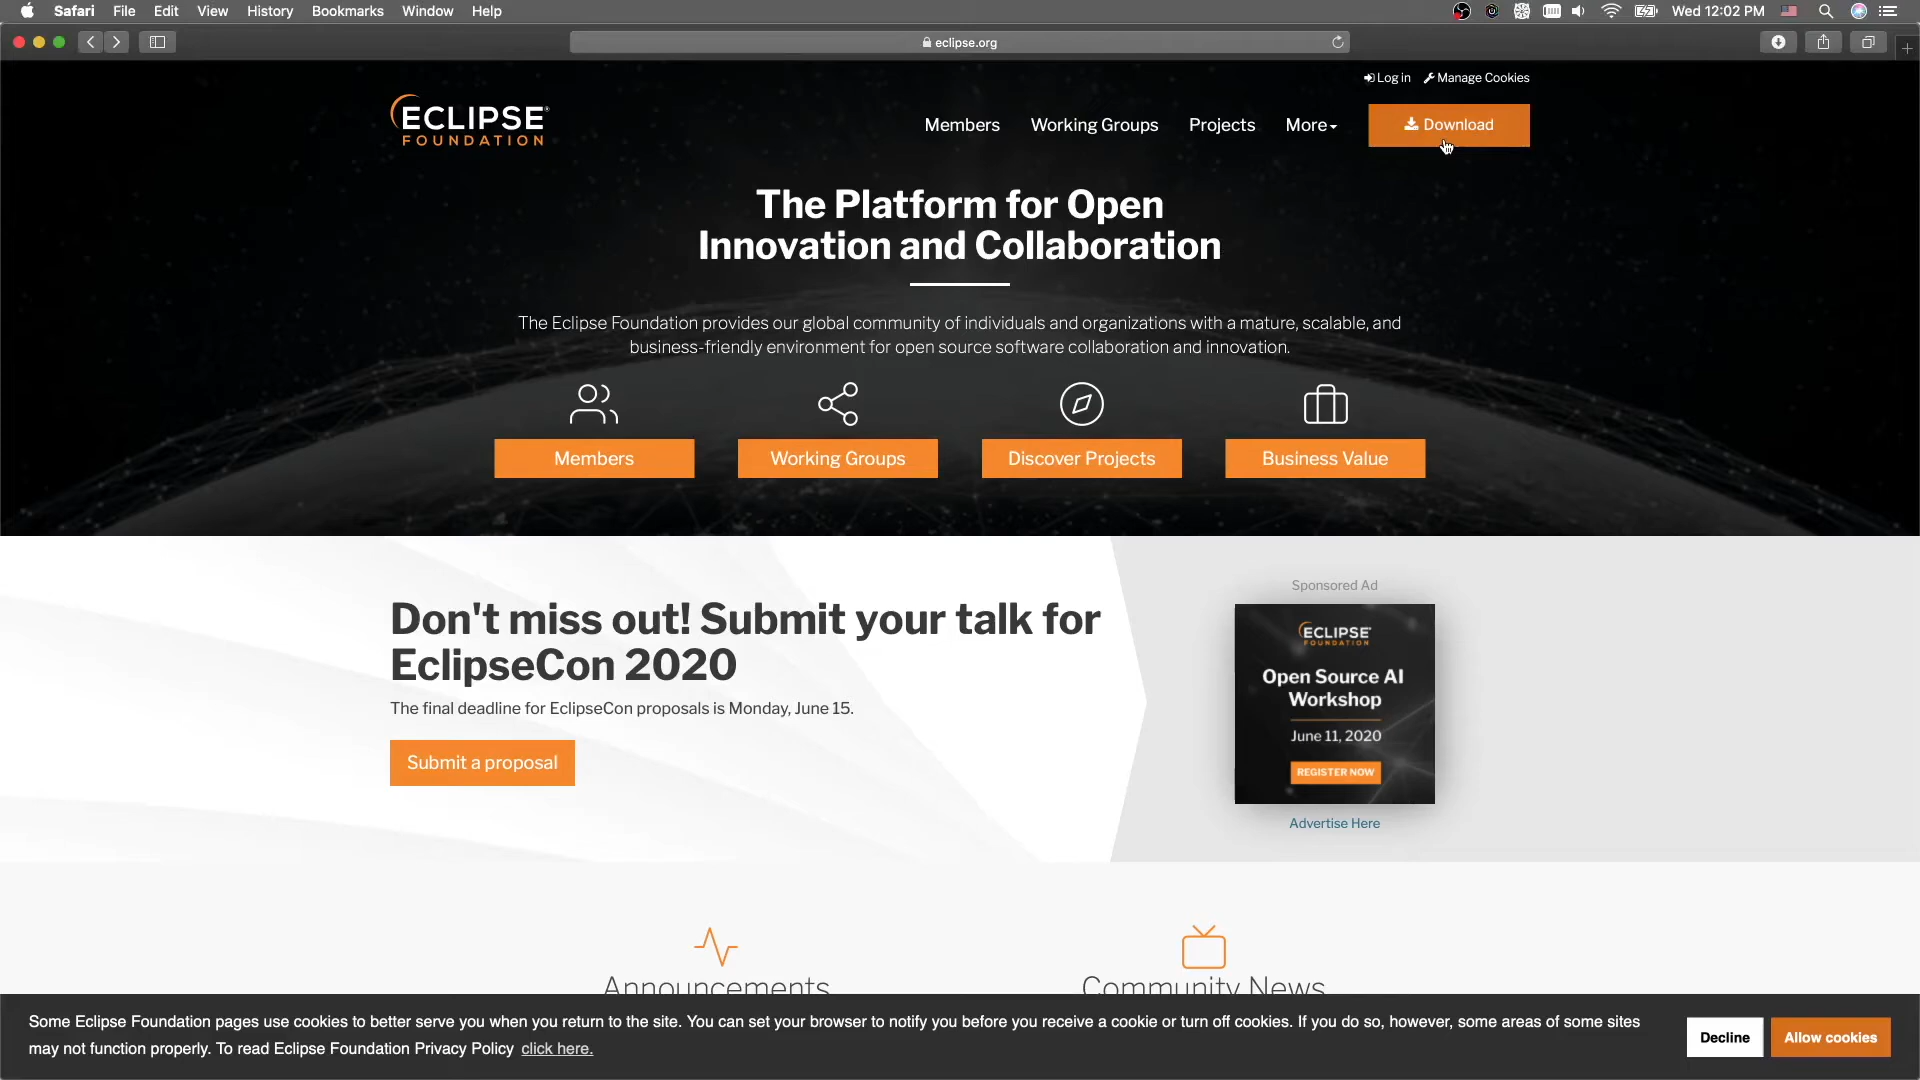 Safari File Edit View History Bookmarks Window Help Wed 12:02 PM
eclipse.org
Log in Manage Cookies
ECLIPSE
FOUNDATION
Members Working Groups Projects More Download
The Platform for Open
Innovation and Collaboration
The Eclipse Foundation provides our global community of individuals and organizations with a mature, scalable, and
business-friendly environment for open source software collaboration and innovation.
Members Working Groups Discover Projects Business Value
Don't miss out! Submit your talk for
EclipseCon 2020
The final deadline for EclipseCon proposals is Monday, June 15.
Submit a proposal
Sponsored Ad
ECLIPSE
FOUNDATION
Open Source AI
Workshop
June 11, 2020
REGISTER NOW
Advertise Here
Announcements Community News
Some Eclipse Foundation pages use cookies to better serve you when you return to the site. You can set your browser to notify you before you receive a cookie or turn off cookies. If you do so, however, some areas of some sites
may not function properly. To read Eclipse Foundation Privacy Policy click here.
Decline Allow cookies